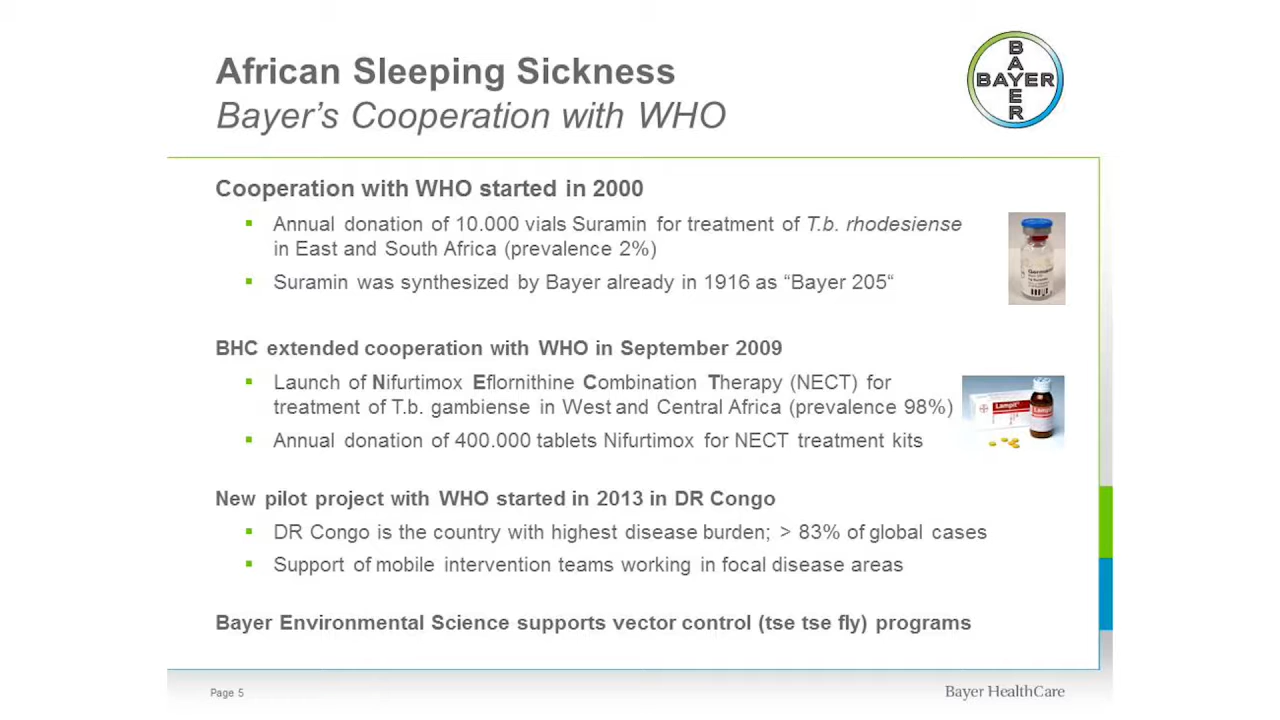 African Sleeping Sickness
Bayer's Cooperation with WHO
BAYER
BAYER
Cooperation with WHO started in 2000
▪ Annual donation of 10.000 vials Suramin for treatment of T.b. rhodesiense
in East and South Africa (prevalence 2%)
▪ Suramin was synthesized by Bayer already in 1916 as “Bayer 205“
BHC extended cooperation with WHO in September 2009
▪ Launch of Nifurtimox Eflornithine Combination Therapy (NECT) for
treatment of T.b. gambiense in West and Central Africa (prevalence 98%)
Lampit
▪ Annual donation of 400.000 tablets Nifurtimox for NECT treatment kits
New pilot project with WHO started in 2013 in DR Congo
▪ DR Congo is the country with highest disease burden; > 83% of global cases
▪ Support of mobile intervention teams working in focal disease areas
Bayer Environmental Science supports vector control (tse tse fly) programs
Page 5
Bayer HealthCare